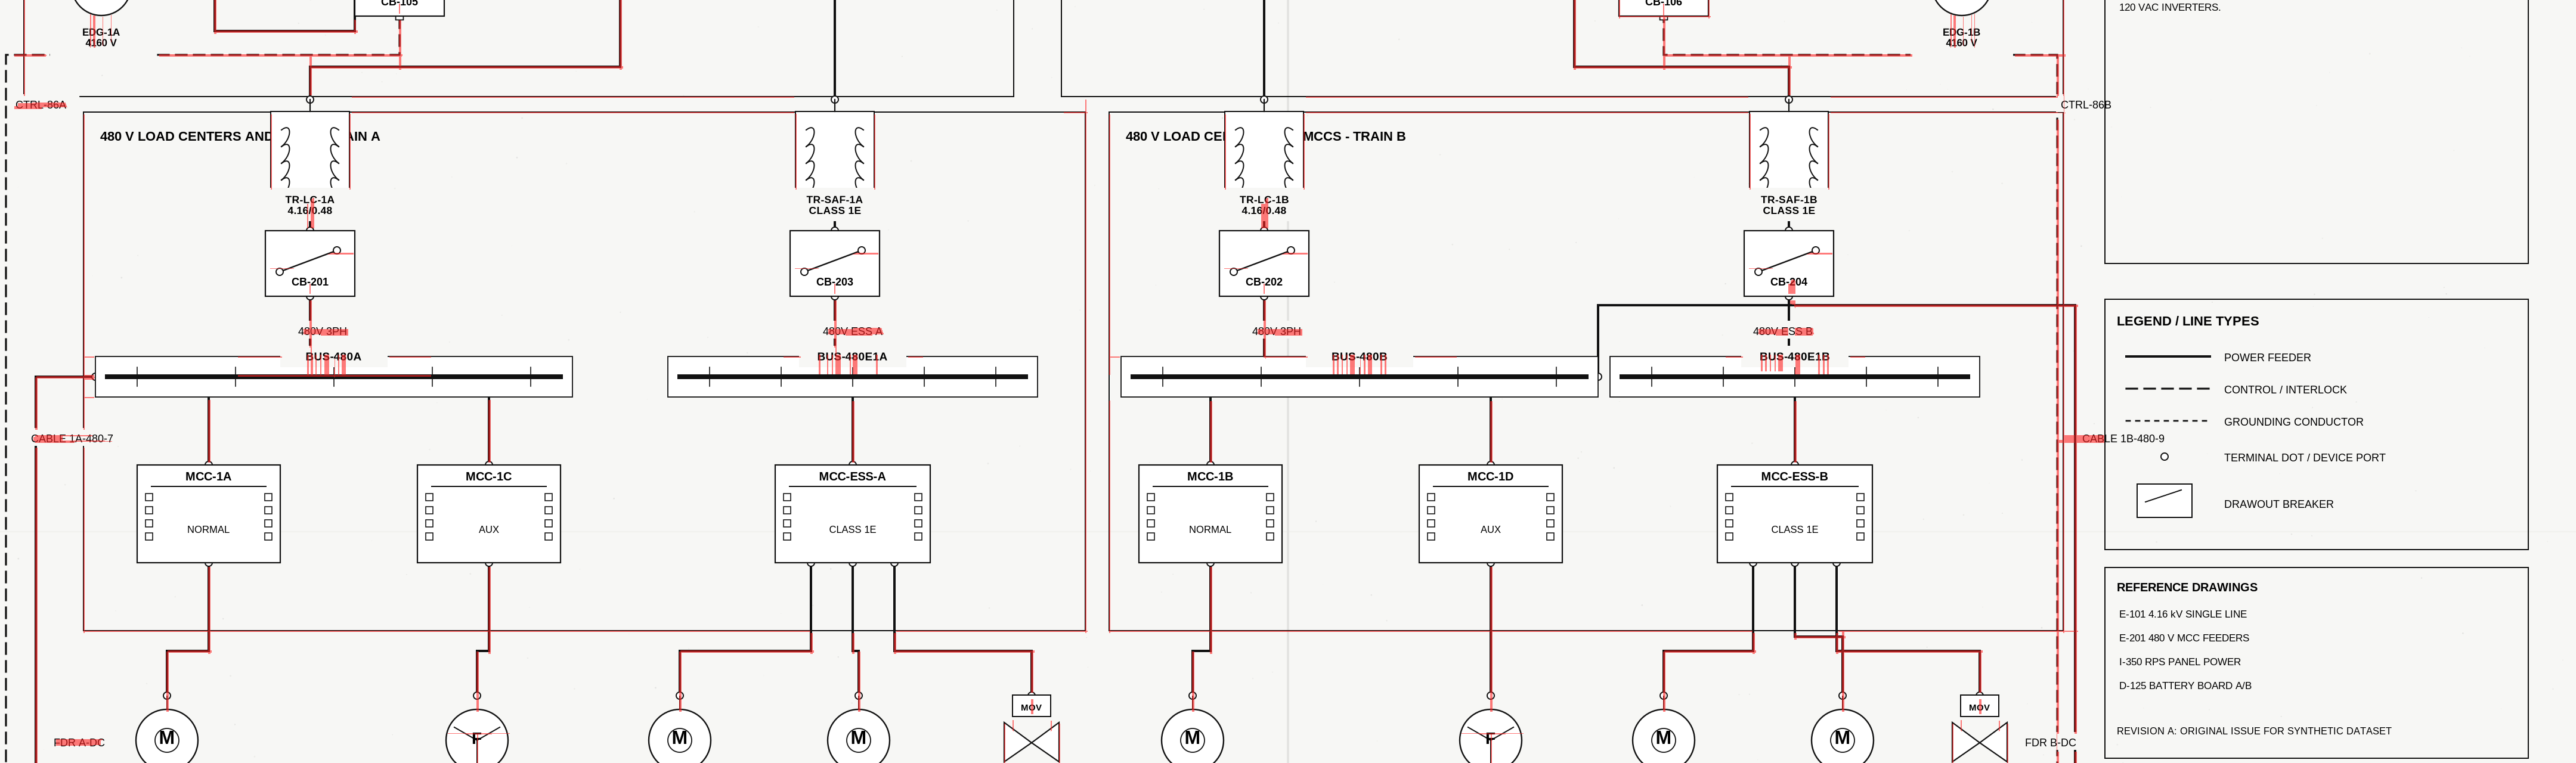 CB-105
CB-106
120 VAC INVERTERS.
EDG-1A
4160 V
EDG-1B
4160 V
CTRL-86A
CTRL-86B
480 V LOAD CENTERS AND
AIN A
480 V LOAD CE
MCCS - TRAIN B
TR-LC-1A
4.16/0.48
TR-SAF-1A
CLASS 1E
TR-LC-1B
4.16/0.48
TR-SAF-1B
CLASS 1E
CB-201
CB-203
CB-202
CB-204
480V 3PH
480V ESS A
480V 3PH
480V ESS B
BUS-480A
BUS-480E1A
BUS-480B
BUS-480E1B
LEGEND / LINE TYPES
POWER FEEDER
CONTROL / INTERLOCK
GROUNDING CONDUCTOR
TERMINAL DOT / DEVICE PORT
DRAWOUT BREAKER
CABLE 1A-480-7
CABLE 1B-480-9
MCC-1A
NORMAL
MCC-1C
AUX
MCC-ESS-A
CLASS 1E
MCC-1B
NORMAL
MCC-1D
AUX
MCC-ESS-B
CLASS 1E
REFERENCE DRAWINGS
E-101 4.16 kV SINGLE LINE
E-201 480 V MCC FEEDERS
I-350 RPS PANEL POWER
D-125 BATTERY BOARD A/B
REVISION A: ORIGINAL ISSUE FOR SYNTHETIC DATASET
MOV
MOV
FDR A-DC
M
F
M
M
M
F
M
M
FDR B-DC